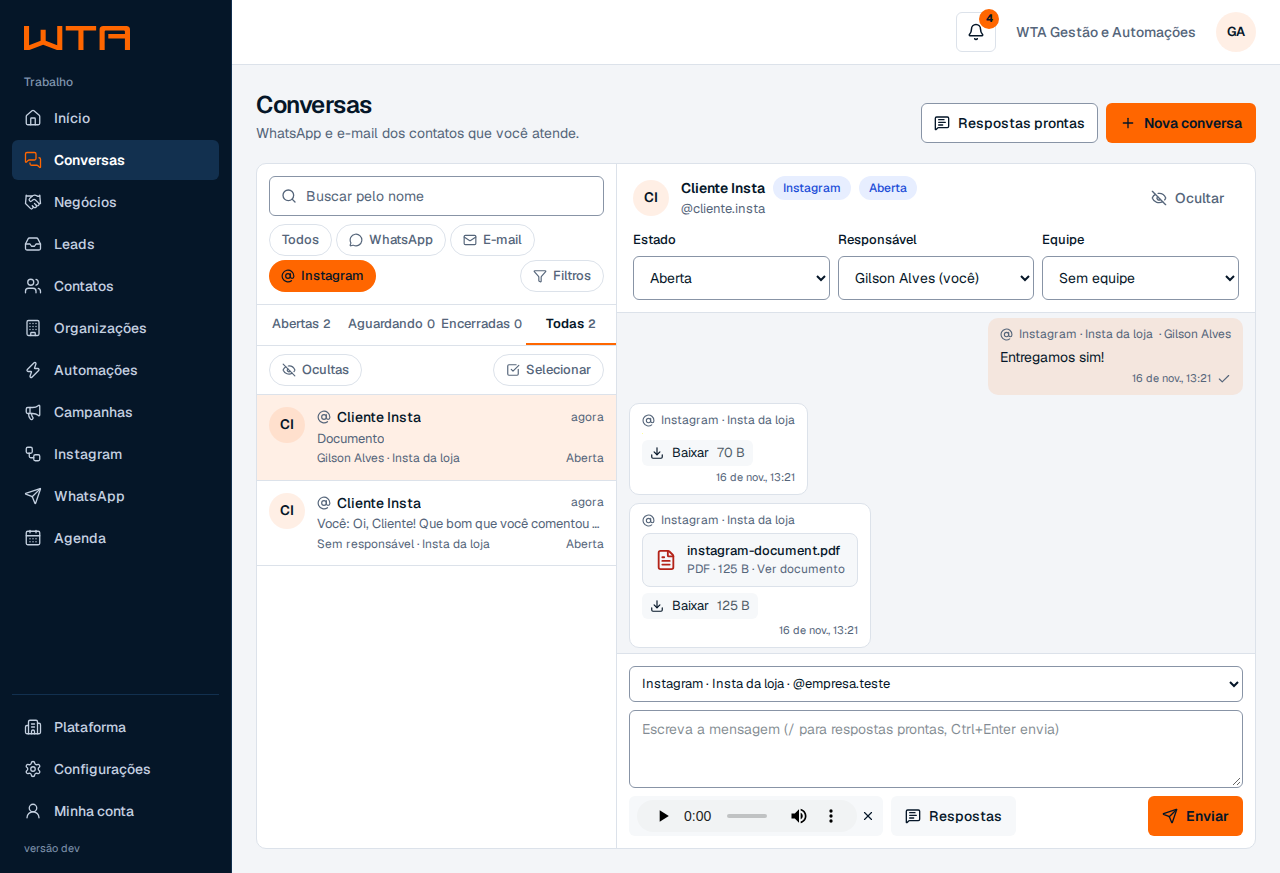 WTA
4
WTA Gestão e Automações
GA
Trabalho
Início
Conversas
Negócios
Leads
Contatos
Organizações
Automações
Campanhas
Instagram
WhatsApp
Agenda
Plataforma
Configurações
Minha conta
versão dev
Conversas
WhatsApp e e-mail dos contatos que você atende.
Respostas prontas
Nova conversa
Buscar pelo nome
Todos
WhatsApp
E-mail
Instagram
Filtros
Abertas 2
Aguardando 0
Encerradas 0
Todas 2
Ocultas
Selecionar
CI
Cliente Insta
agora
Documento
Gilson Alves · Insta da loja
Aberta
CI
Cliente Insta
agora
Você: Oi, Cliente! Que bom que você comentou ...
Sem responsável · Insta da loja
Aberta
CI
Cliente Insta
Instagram
Aberta
@cliente.insta
Ocultar
Estado
Responsável
Equipe
Aberta
Gilson Alves (você)
Sem equipe
Instagram · Insta da loja · Gilson Alves
Entregamos sim!
16 de nov., 13:21
Instagram · Insta da loja
Baixar 70 B
16 de nov., 13:21
Instagram · Insta da loja
instagram-document.pdf
PDF · 125 B · Ver documento
Baixar 125 B
16 de nov., 13:21
Instagram · Insta da loja · @empresa.teste
Escreva a mensagem (/ para respostas prontas, Ctrl+Enter envia)
0:00
Respostas
Enviar